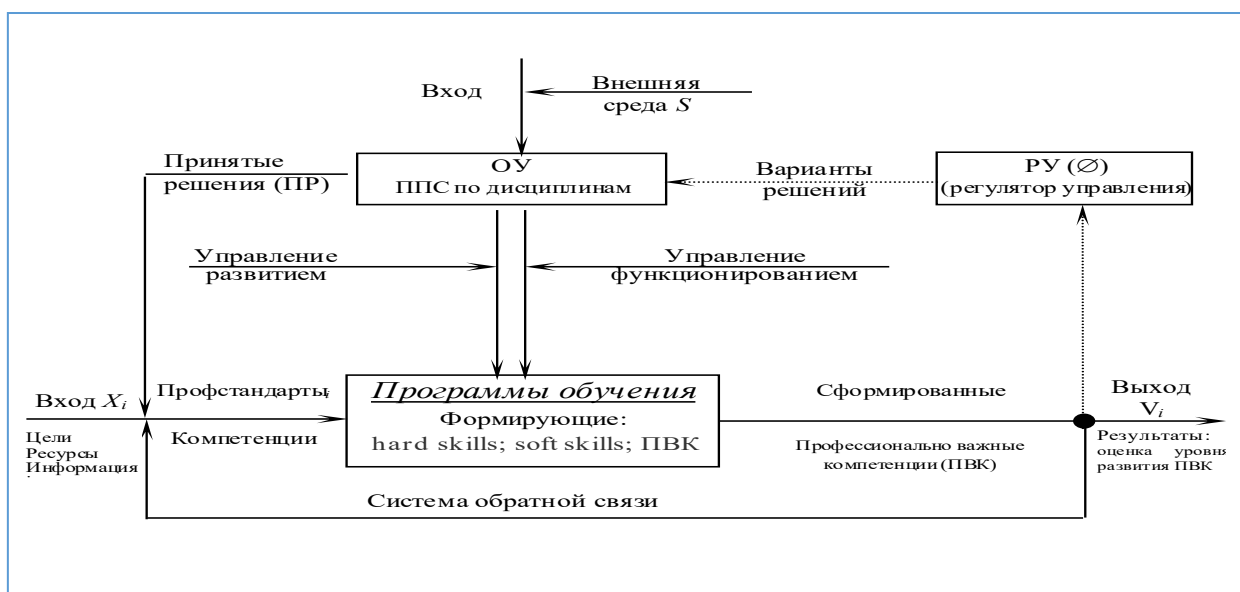 Вход
Внешняя
среда S
Принятые
решения (ПР)
ОУ
ППС по дисциплинам
Варианты
решений
РУ (∅)
(регулятор управления)
Управление
развитием
Управление
функционированием
Вход Xi
Цели
Ресурсы
Информация
Профстандартыi
Компетенции
Программы обучения
Формирующие:
hard skills; soft skills; ПВК
Сформированные
Профессионально важные
компетенции (ПВК)
Выход
Vi
Результаты:
оценка уровня
развития ПВК
Система обратной связи